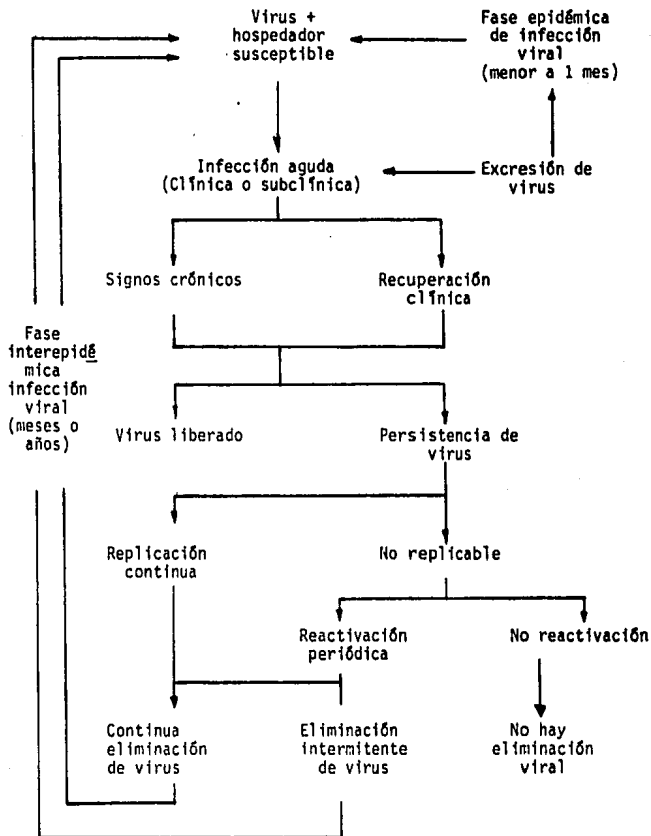 Virus +
hospedador
susceptible
Fase epidémica
de infección
viral
(menor a 1 mes)
Infección aguda
(Clínica o subclínica)
Excresión de
virus
Signos crónicos
Recuperación
clínica
Fase
interepidé
mica
infección
viral
(meses o
años)
Virus liberado
Persistencia de
virus
Replicación
continua
No replicable
Reactivación
periódica
No reactivación
Continua
eliminación
de virus
Eliminación
intermitente
de virus
No hay
eliminación
viral